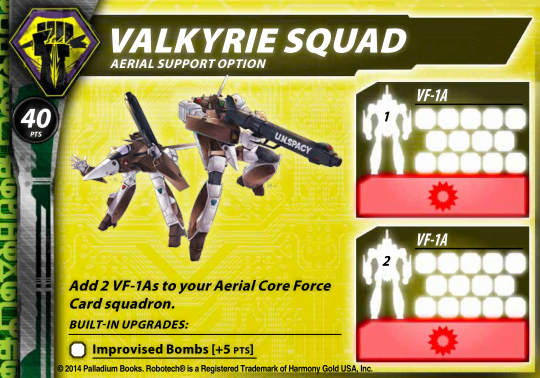 VALKYRIE SQUAD
AERIAL SUPPORT OPTION
40
PTS
U.N.SPACY
VF-1A
1
VF-1A
2
Add 2 VF-1As to your Aerial Core Force
Card squadron.
BUILT-IN UPGRADES:
Improvised Bombs [+5 PTS]
© 2014 Palladium Books. Robotech® is a Registered Trademark of Harmony Gold USA, Inc.